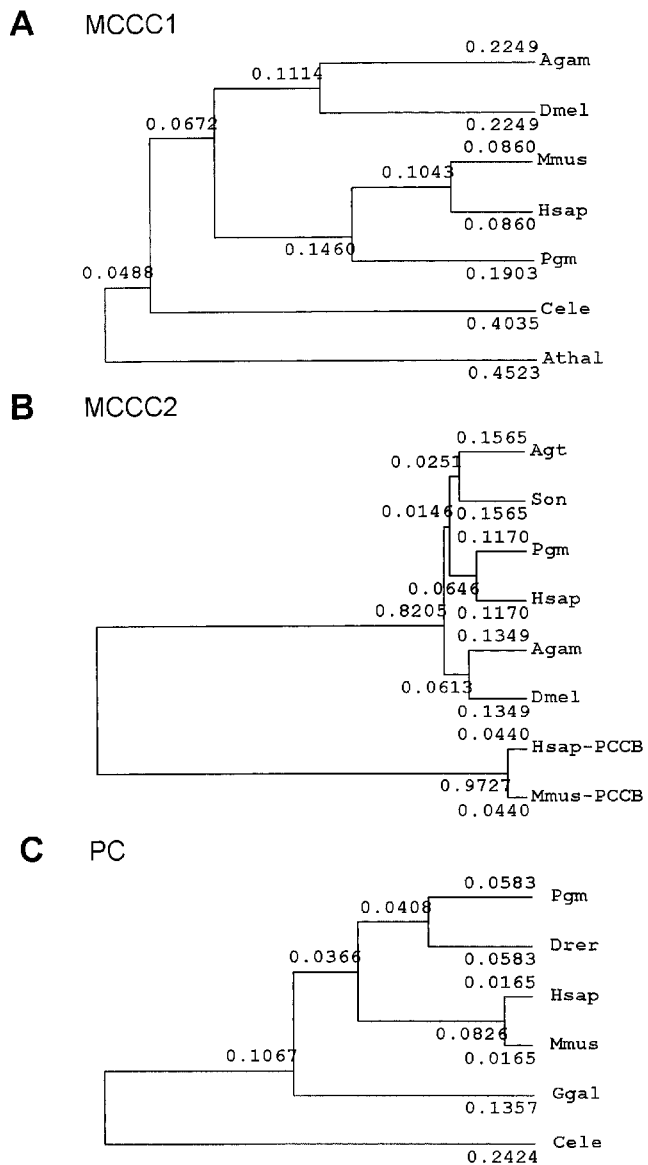 A MCCC1
0.2249
Agam
0.1114
Dmel
0.2249
0.0672
0.0860
Mmus
0.1043
Hsap
0.0860
0.1460
Pgm
0.1903
0.0488
Cele
0.4035
Athal
0.4523
B MCCC2
0.1565
Agt
0.0251
Son
0.1565
0.0146
0.1170
Pgm
0.0646
Hsap
0.1170
0.8205
0.1349
Agam
0.0613
Dmel
0.1349
0.0440
Hsap-PCCB
0.9727
Mmus-PCCB
0.0440
C PC
0.0583
Pgm
0.0408
Drer
0.0583
0.0366
0.0165
Hsap
0.0826
Mmus
0.0165
0.1067
Ggal
0.1357
Cele
0.2424